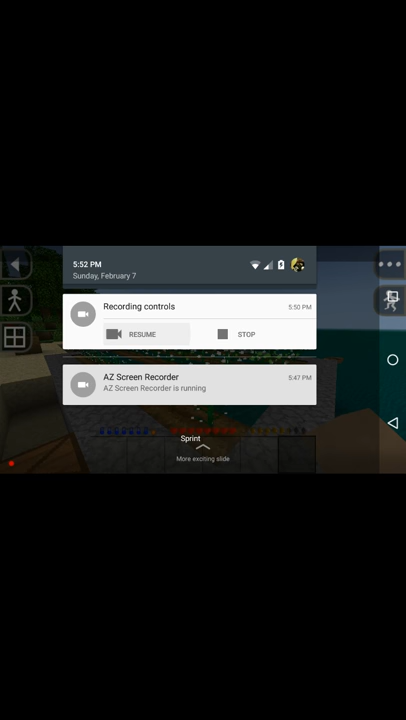 5:52 PM
Sunday, February 7
Recording controls
5:50 PM
RESUME
STOP
AZ Screen Recorder
5:47 PM
AZ Screen Recorder is running
Sprint
More exciting slide